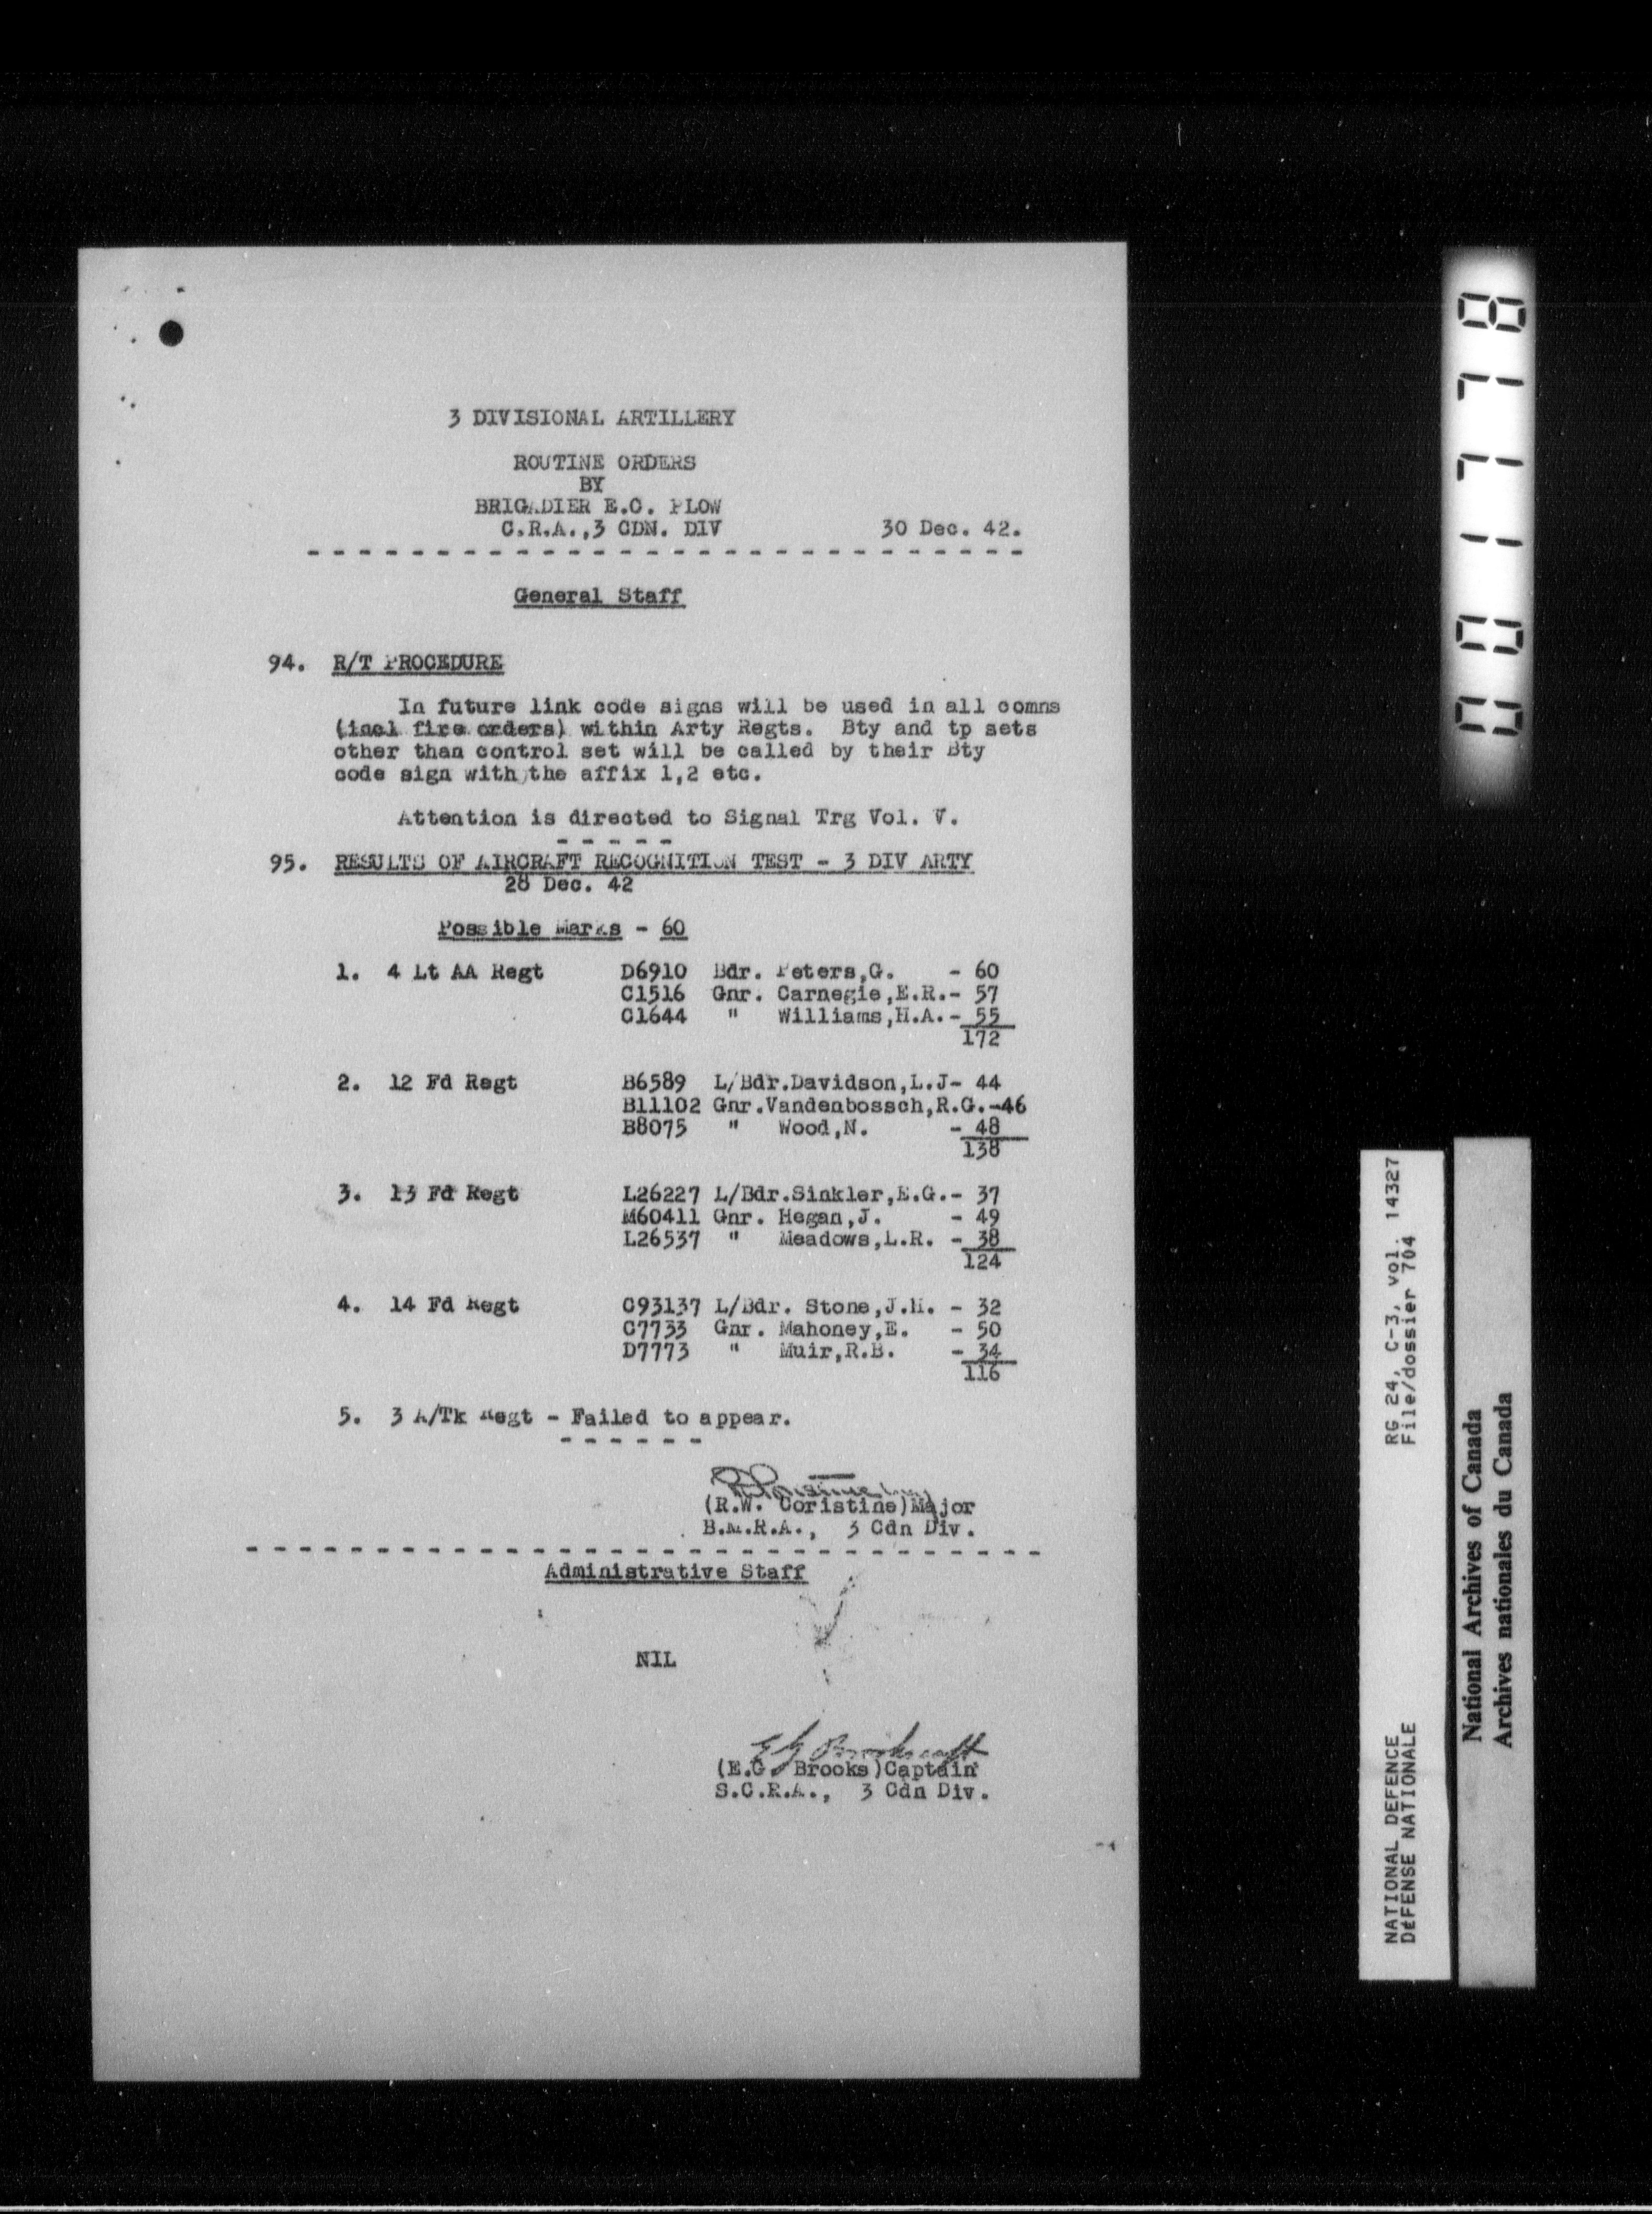 3 DIVISIONAL ARTILLERY
ROUTINE ORDERS
BY
BRIGADIER E.C. PLOW
C.R.A.,3 CDN. DIV 30 Dec. 42.
General Staff
94. R/T PROCEDURE
In future link code signs will be used in all comns
(incl fire orders) within Arty Regts. Bty and tp sets
other than control set will be called by their Bty
code sign with the affix 1,2 etc.
Attention is directed to Signal Trg Vol. V.
- - - - -
95. RESULTS OF AIRCRAFT RECOGNITION TEST - 3 DIV ARTY
28 Dec. 42
Possible Marks - 60
1. 4 Lt AA Regt D6910 Bdr. Peters,G. - 60
C1516 Gnr. Carnegie,E.R.- 57
C1644 " Williams,H.A.- 55
172
2. 12 Fd Regt B6589 L/Bdr.Davidson,L.J- 44
B11102 Gnr.Vandenbossch,R.G.-46
B8075 " Wood,N. - 48
138
3. 13 Fd Regt L26227 L/Bdr.Sinkler,E.G.- 37
M60411 Gnr. Hegan,J. - 49
L26537 " Meadows,L.R. - 38
124
4. 14 Fd Regt C93137 L/Bdr. Stone,J.H. - 32
C7733 Gnr. Mahoney,E. - 50
D7773 " Muir,R.B. - 34
116
5. 3 A/Tk Regt - Failed to appear.
- - - - - -
(R.W. Coristine)Major
B.M.R.A., 3 Cdn Div.
Administrative Staff
NIL
(E.G. Brooks)Captain
S.C.R.A., 3 Cdn Div.
001778
RG 24, C-3, vol. 14327
File/dossier 704
NATIONAL DEFENCE
DÉFENSE NATIONALE
National Archives of Canada
Archives nationales du Canada